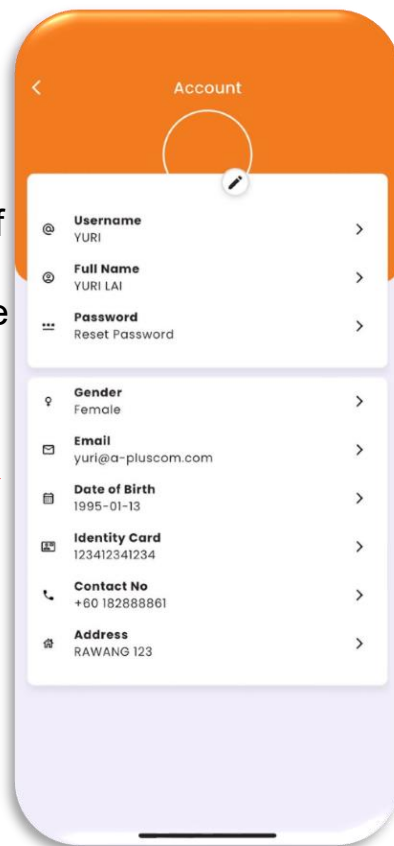 Account
Username
YURI
Full Name
YURI LAI
Password
Reset Password
Gender
Female
Email
yuri@a-pluscom.com
Date of Birth
1995-01-13
Identity Card
123412341234
Contact No
+60 182888861
Address
RAWANG 123